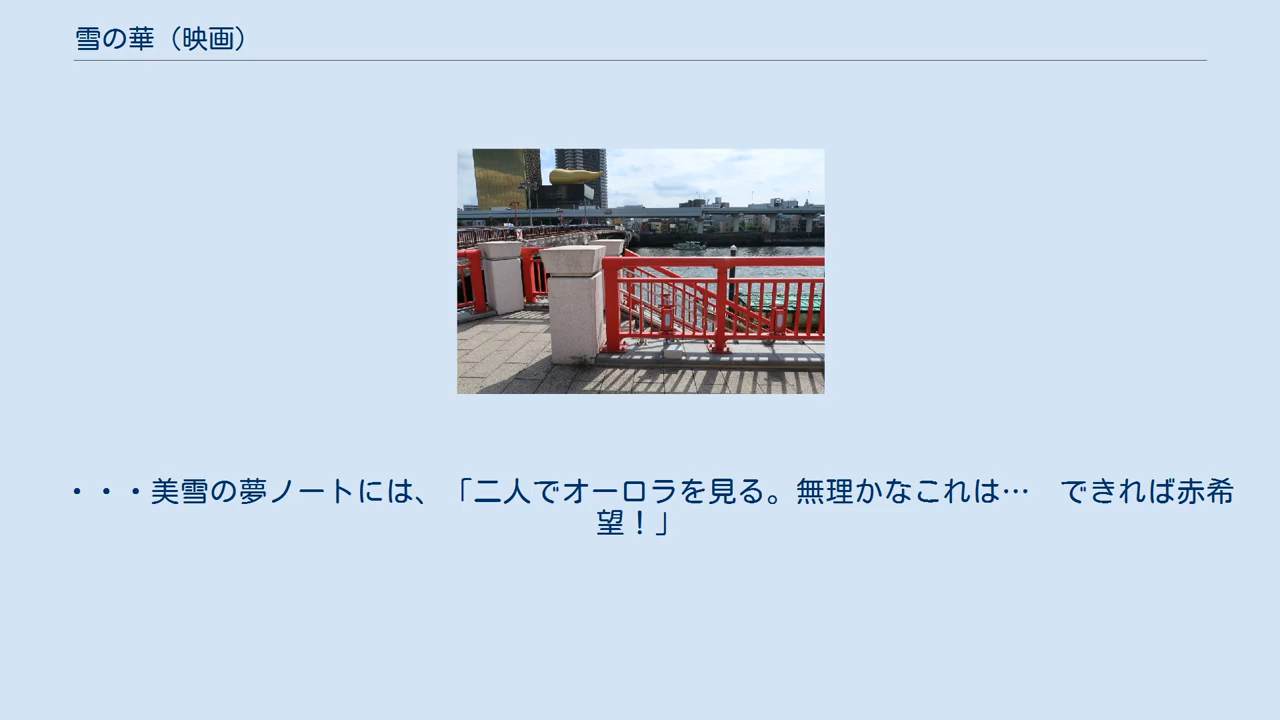 雪の華（映画）
・・・美雪の夢ノートには、「二人でオーロラを見る。無理かなこれは…　できれば赤希
望！」